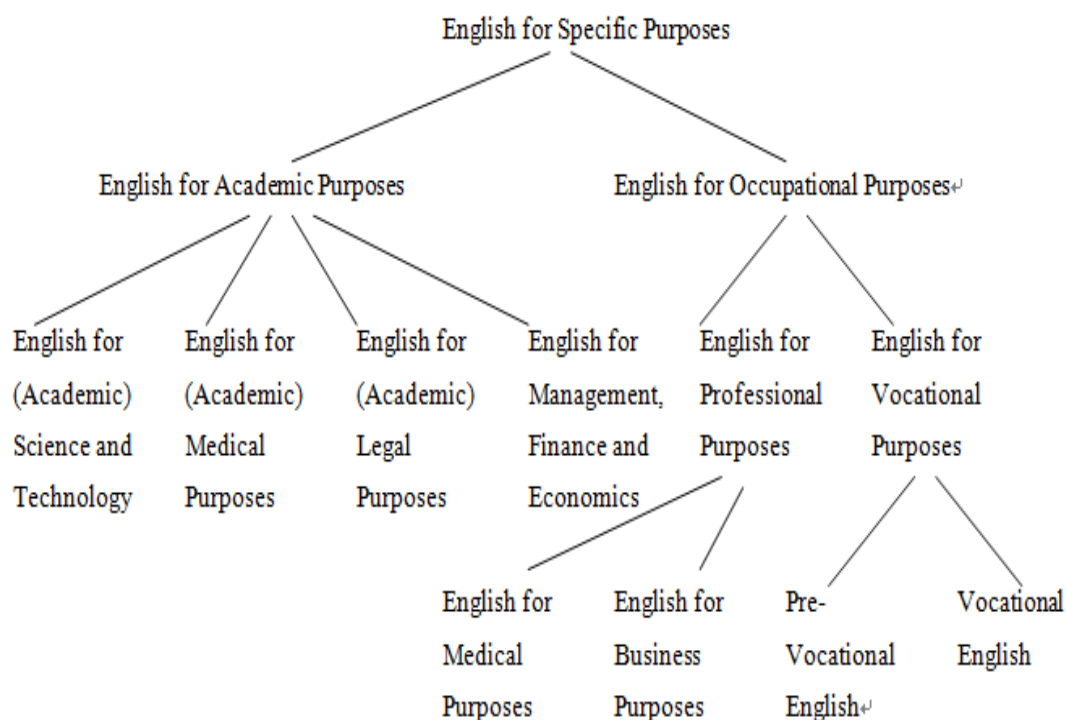 English for Specific Purposes
English for Academic Purposes
English for Occupational Purposes↵
English for
(Academic)
Science and
Technology
English for
(Academic)
Medical
Purposes
English for
(Academic)
Legal
Purposes
English for
Management,
Finance and
Economics
English for
Professional
Purposes
English for
Vocational
Purposes
English for
Medical
Purposes
English for
Business
Purposes
Pre-
Vocational
English↵
Vocational
English